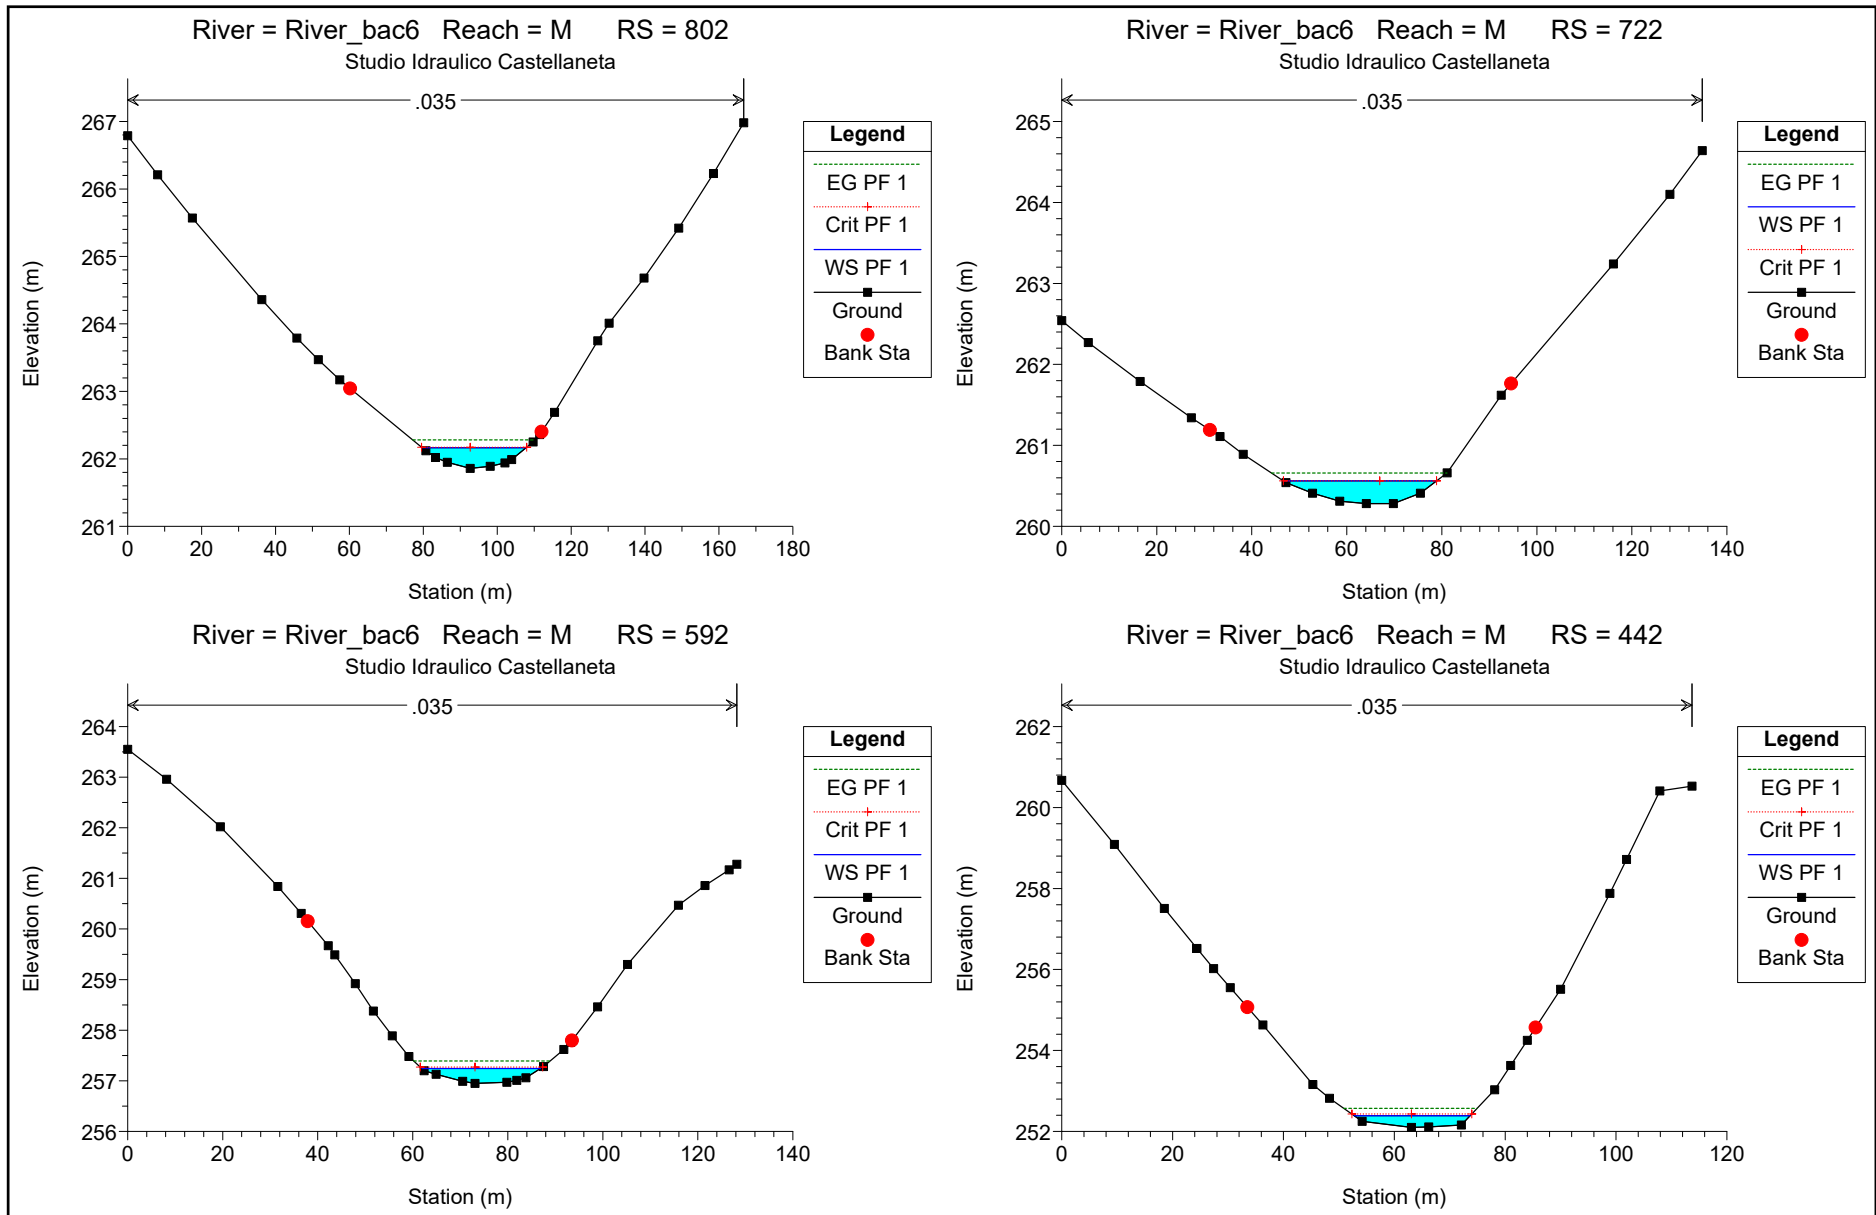 River = River_bac6 Reach = M RS = 802
Studio Idraulico Castellaneta
.035
267
266
265
264
263
262
261
0 20 40 60 80 100 120 140 160 180
Elevation (m)
Station (m)
Legend
EG PF 1
Crit PF 1
WS PF 1
Ground
Bank Sta
River = River_bac6 Reach = M RS = 722
Studio Idraulico Castellaneta
.035
265
264
263
262
261
260
0 20 40 60 80 100 120 140
Elevation (m)
Station (m)
Legend
EG PF 1
WS PF 1
Crit PF 1
Ground
Bank Sta
River = River_bac6 Reach = M RS = 592
Studio Idraulico Castellaneta
.035
264
263
262
261
260
259
258
257
256
0 20 40 60 80 100 120 140
Elevation (m)
Station (m)
Legend
EG PF 1
Crit PF 1
WS PF 1
Ground
Bank Sta
River = River_bac6 Reach = M RS = 442
Studio Idraulico Castellaneta
.035
262
260
258
256
254
252
0 20 40 60 80 100 120
Elevation (m)
Station (m)
Legend
EG PF 1
Crit PF 1
WS PF 1
Ground
Bank Sta